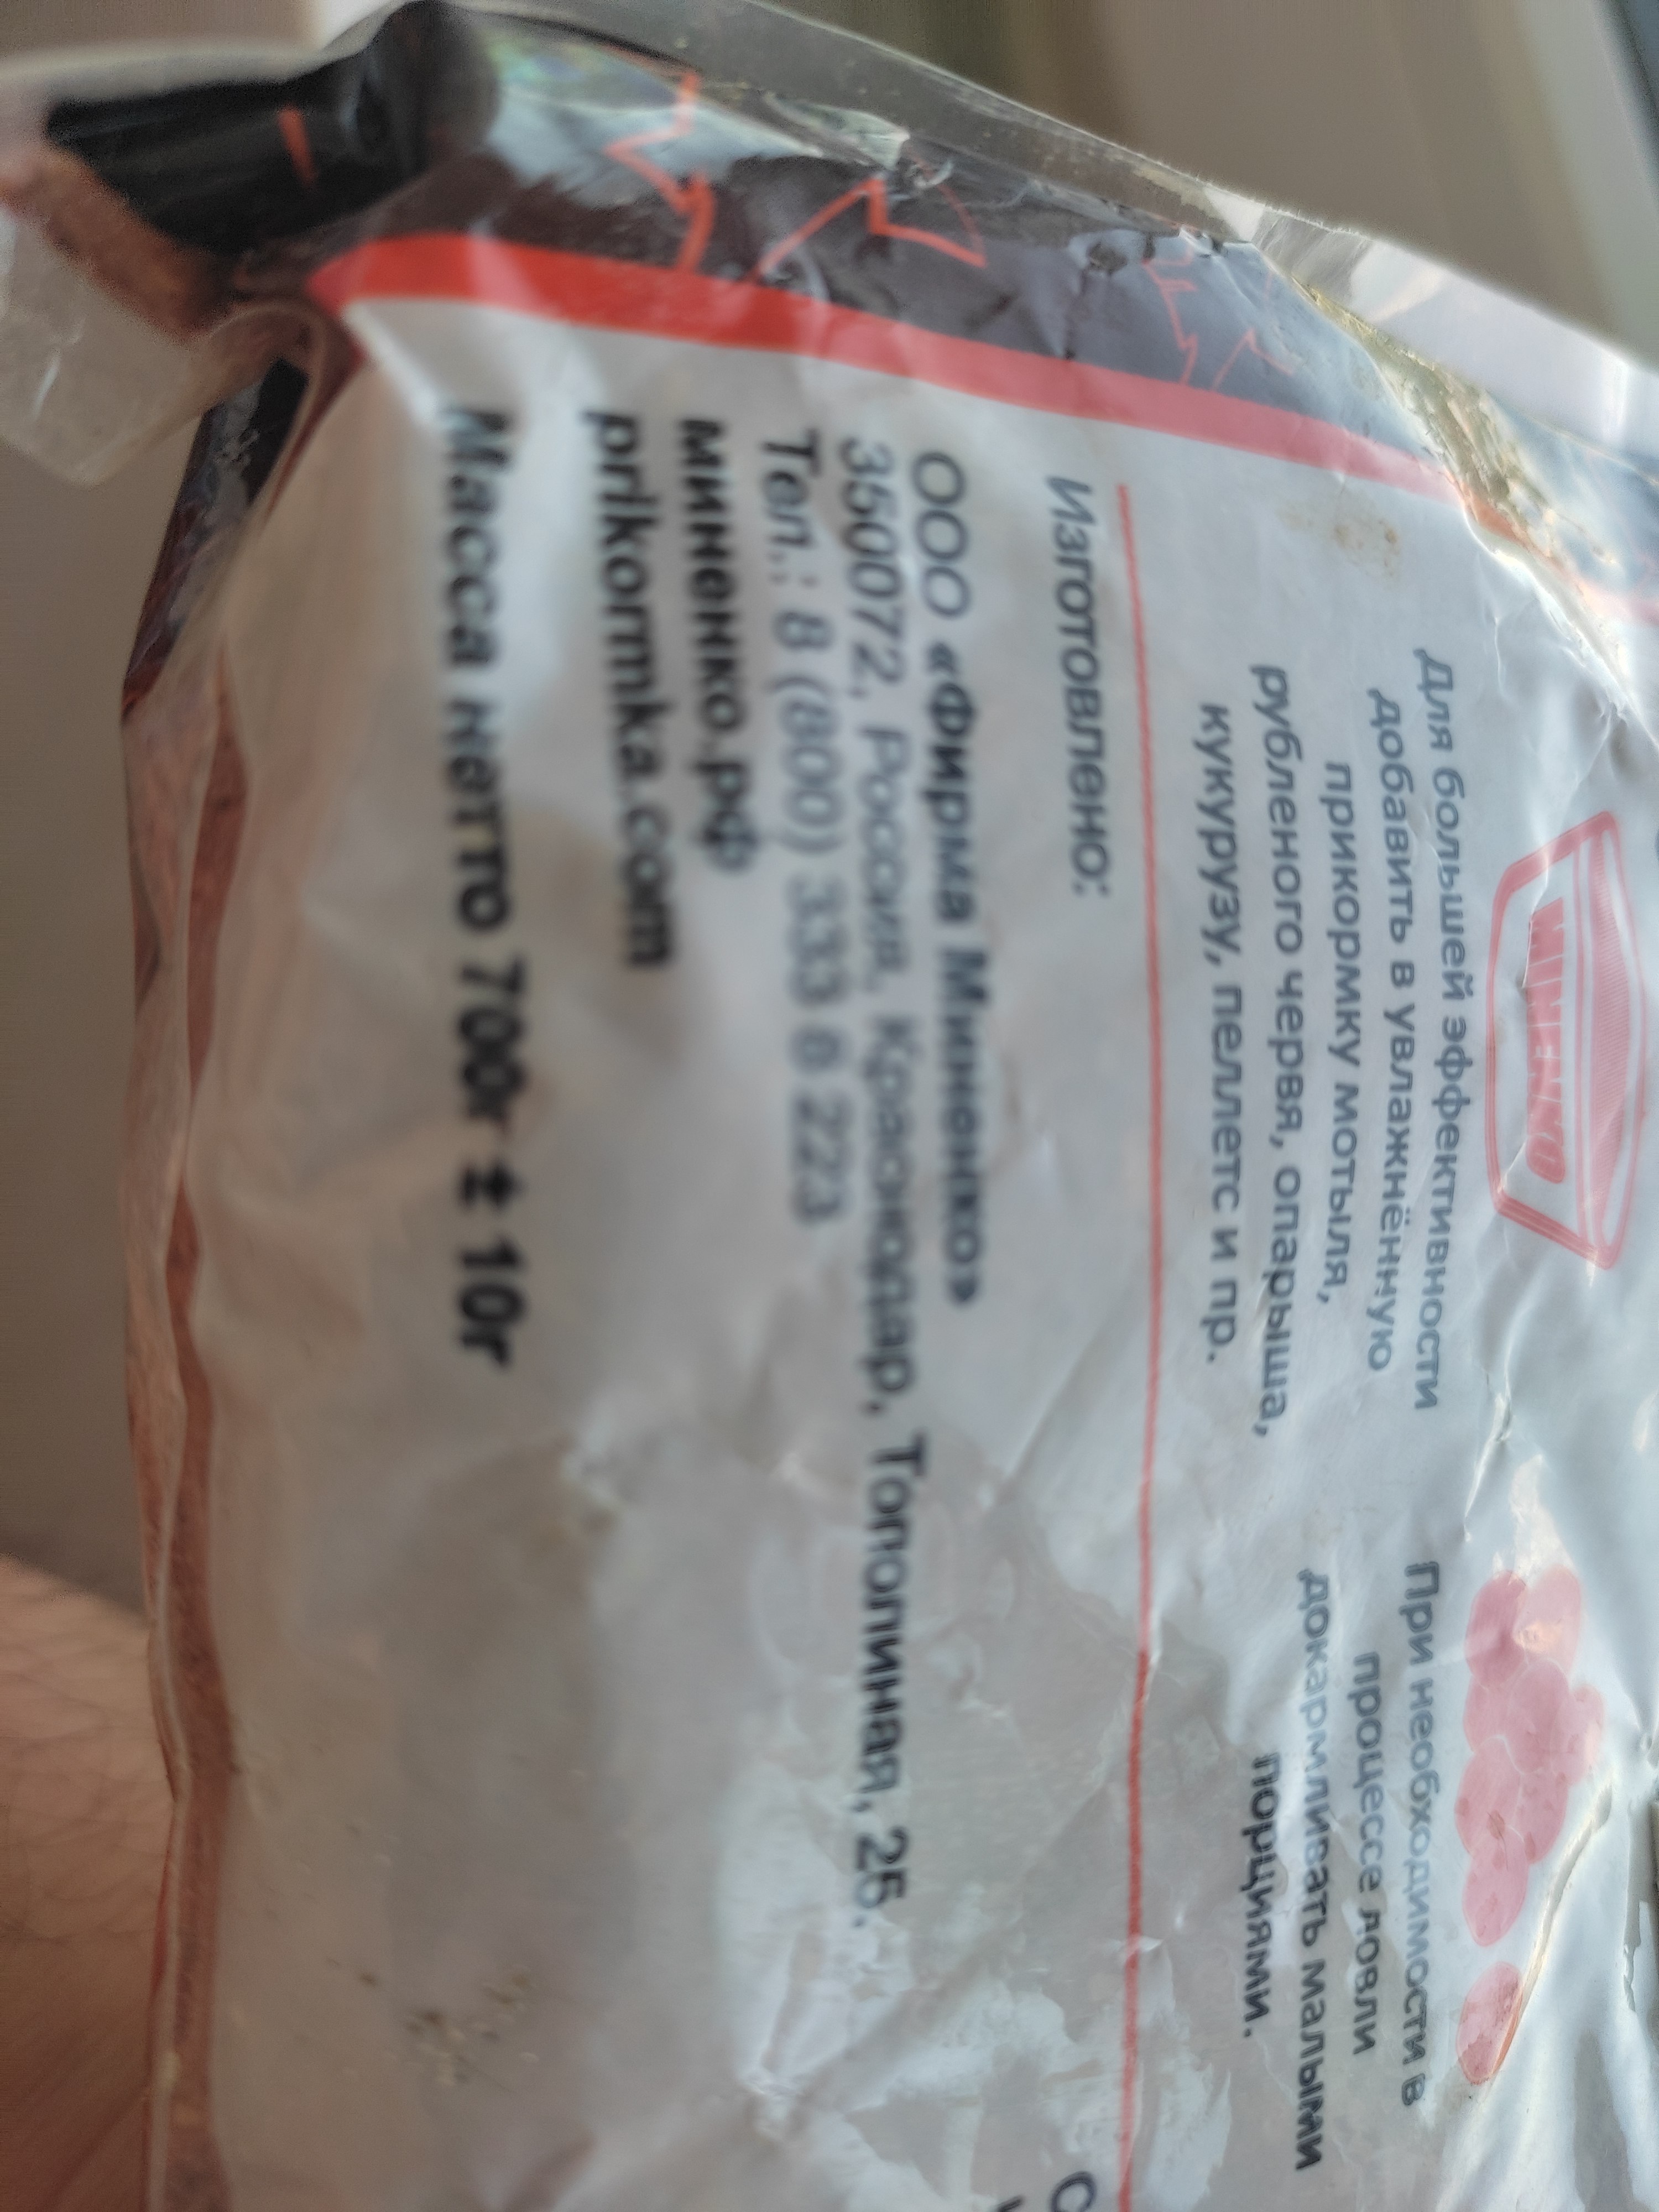 MINENKO
Для большей эффективности
добавить в увлажнённую
прикормку мотыля,
рубленого червя, опарыша,
кукурузу, пеллетс и пр.
При необходимости в
процессе ловли
докармливать малыми
порциями.
Изготовлено:
ООО «Фирма Миненко»
350072, Россия, Краснодар, Тополиная, 25.
Тел.: 8 (800) 333 6 223
миненко.рф
prikormka.com
Масса нетто 700г ± 10г